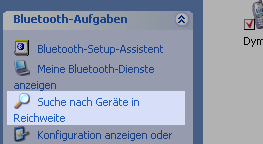 Bluetooth-Aufgaben
Bluetooth-Setup-Assistent
Meine Bluetooth-Dienste
anzeigen
Suche nach Geräte in
Reichweite
Konfiguration anzeigen oder
Dym